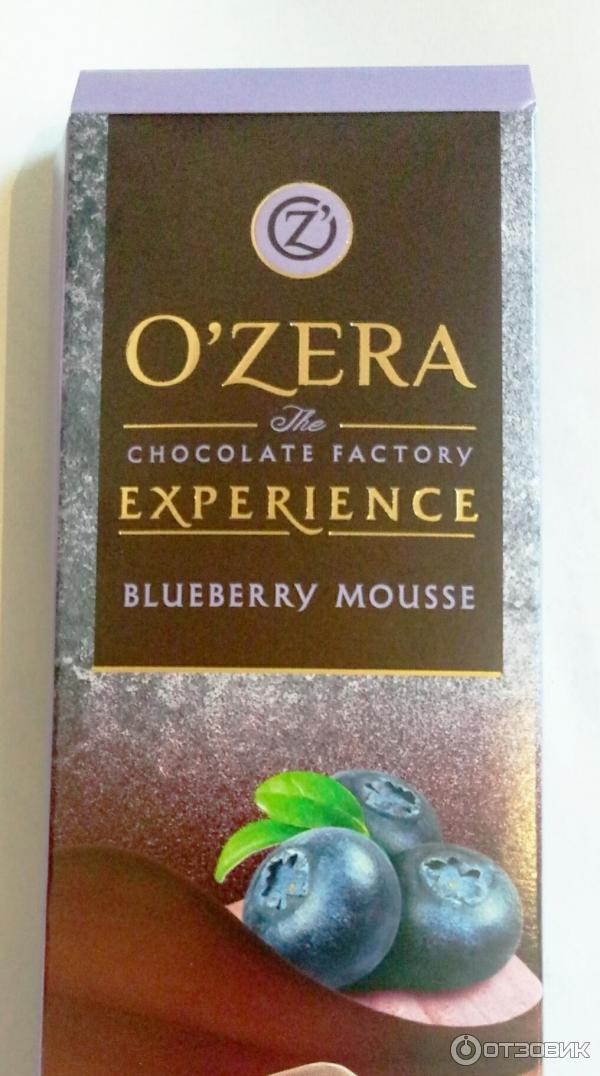 Z'
O'ZERA
The
CHOCOLATE FACTORY
EXPERIENCE
BLUEBERRY MOUSSE
ОТЗОВИК